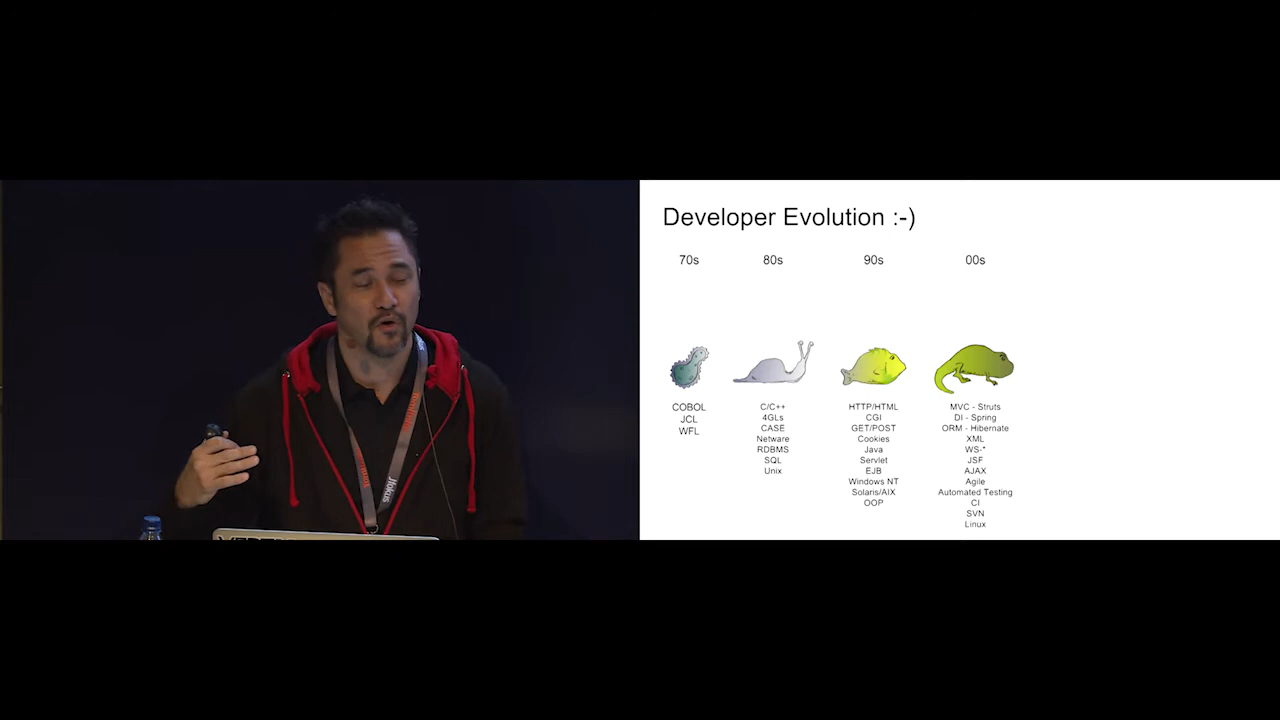 Developer Evolution :-)
70s
80s
90s
00s
COBOL
JCL
WFL
C/C++
4GLs
CASE
Netware
RDBMS
SQL
Unix
HTTP/HTML
CGI
GET/POST
Cookies
Java
Servlet
EJB
Windows NT
Solaris/AIX
OOP
MVC - Struts
DI - Spring
ORM - Hibernate
XML
WS-*
JSF
AJAX
Agile
Automated Testing
CI
SVN
Linux
Jfokus